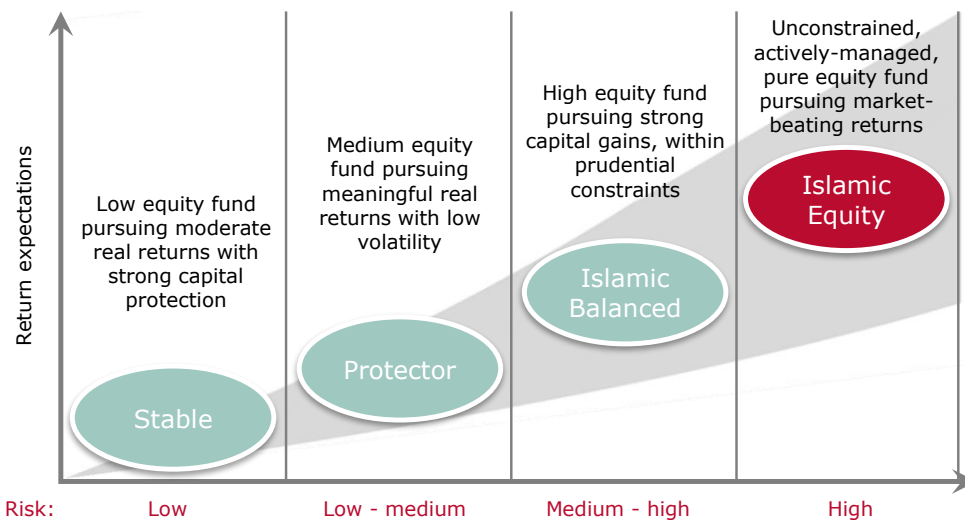 Return expectations
Low equity fund
pursuing moderate
real returns with
strong capital
protection
Stable
Medium equity
fund pursuing
meaningful real
returns with low
volatility
Protector
High equity fund
pursuing strong
capital gains, within
prudential
constraints
Islamic
Balanced
Unconstrained,
actively-managed,
pure equity fund
pursuing market-
beating returns
Islamic
Equity
Risk:
Low
Low - medium
Medium - high
High